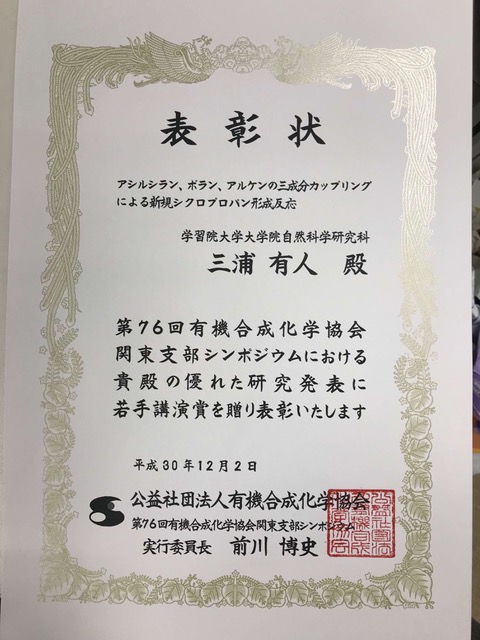 表彰状
アシルシラン、ボラン、アルケンの三成分カップリング
による新規シクロプロパン形成反応
学習院大学大学院自然科学研究科
三浦 有人 殿
第76回有機合成化学協会
関東支部シンポジウムにおける
貴殿の優れた研究発表に
若手講演賞を贈り表彰いたします
平成30年12月2日
公益社団法人有機合成化学協会
第76回有機合成化学協会関東支部シンポジウム
実行委員長 前川 博史